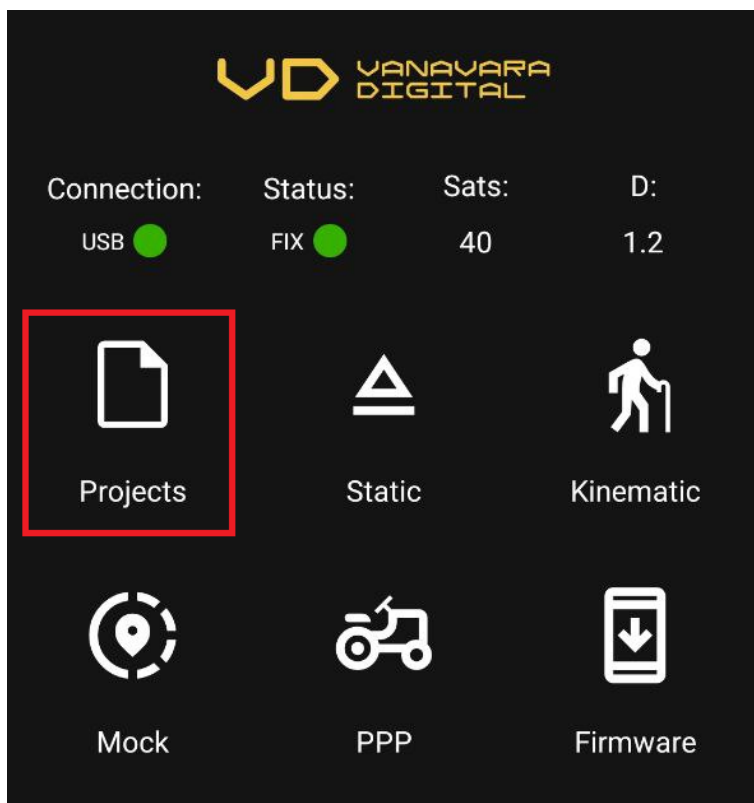 VD VANAVARA
DIGITAL
Connection: Status: Sats: D:
USB FIX 40 1.2
Projects Static Kinematic
Mock PPP Firmware